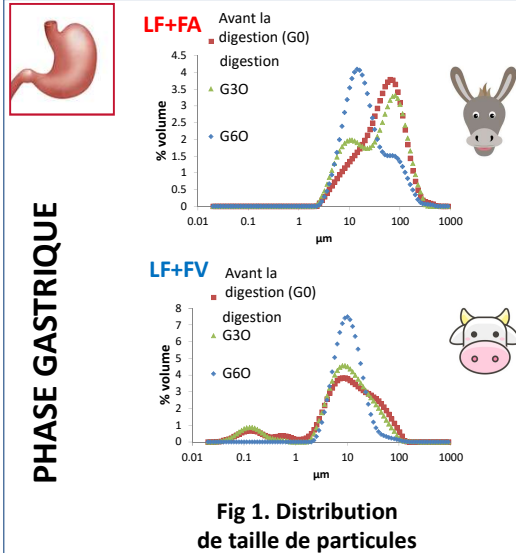 LF+FA
Avant la
digestion (G0)
digestion
G3O
G6O
4.5
4
3.5
3
2.5
2
1.5
1
0.5
0
% volume
0.01 0.1 1 10 100 1000
µm
PHASE GASTRIQUE
LF+FV
Avant la
digestion (G0)
digestion
G3O
G6O
8
7
6
5
4
3
2
1
0
% volume
0.01 0.1 1 10 100 1000
µm
Fig 1. Distribution
de taille de particules